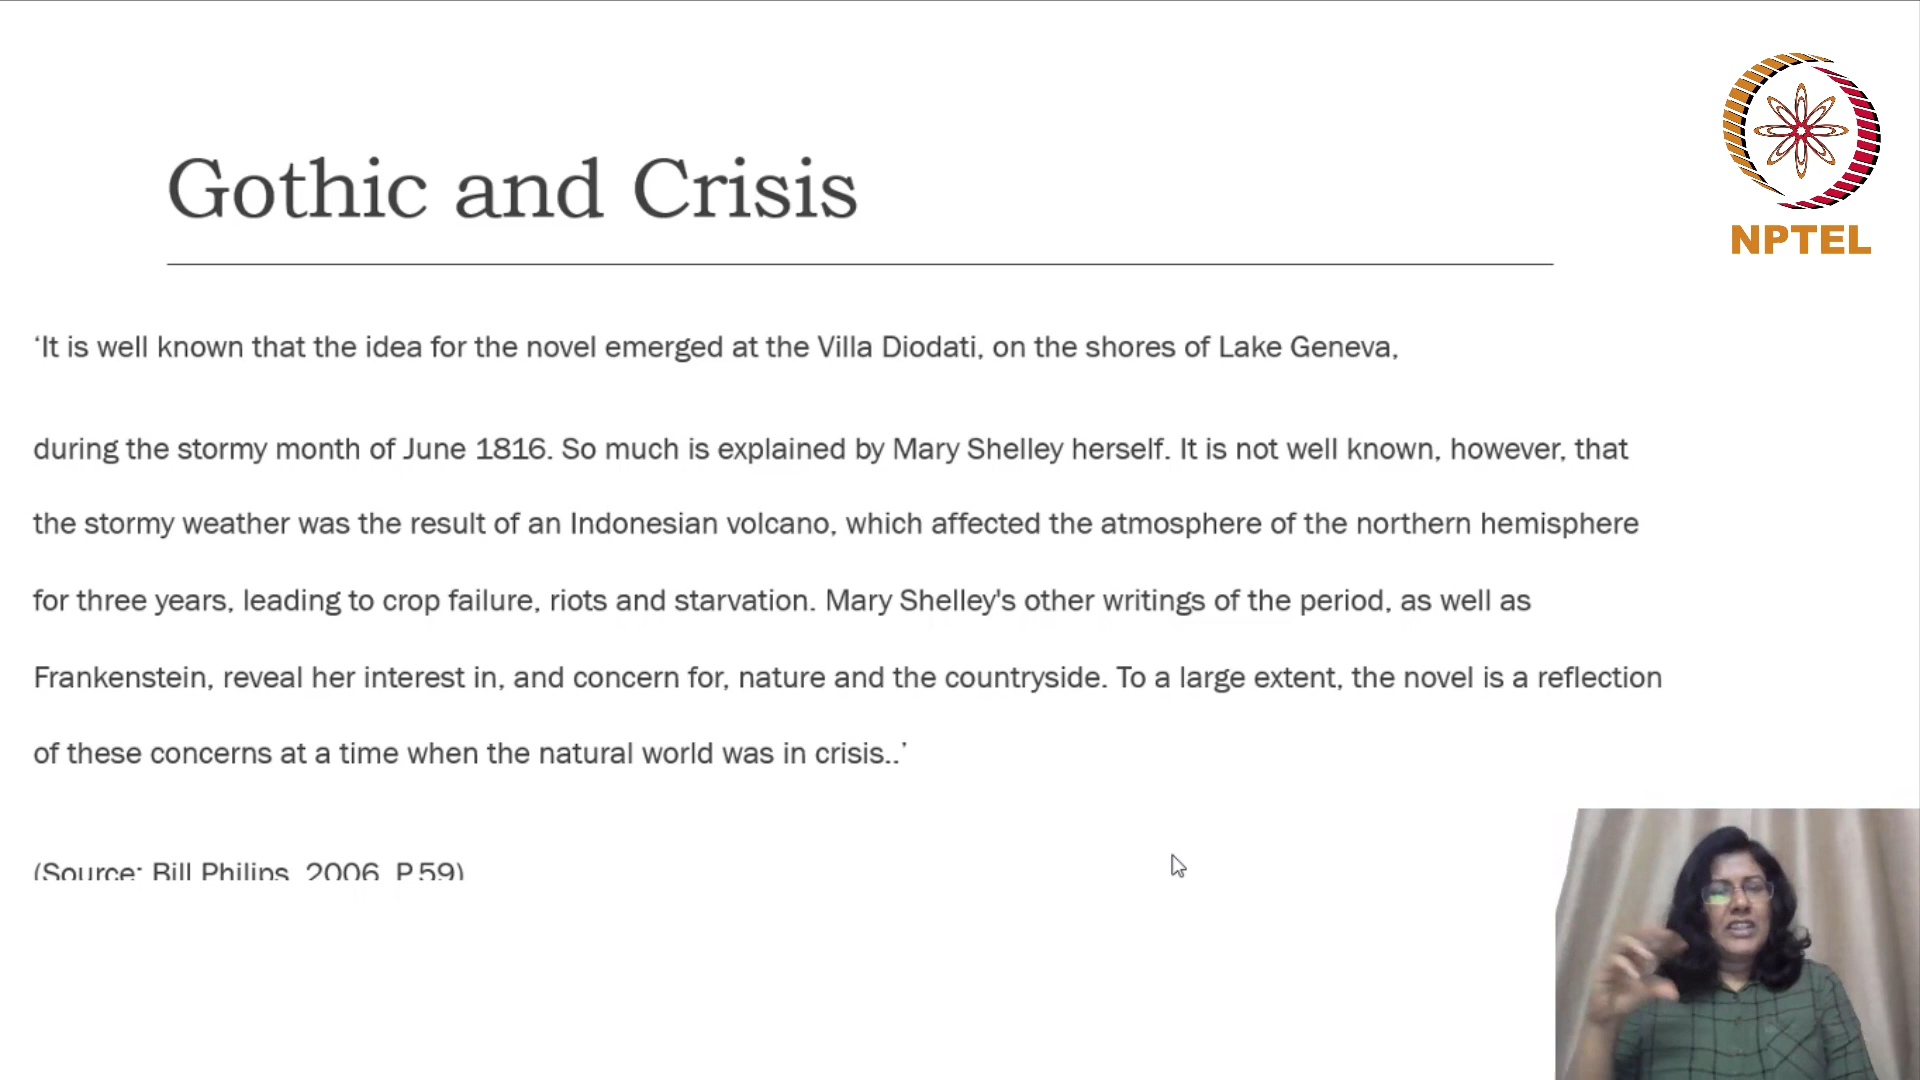 Gothic and Crisis
NPTEL
‘It is well known that the idea for the novel emerged at the Villa Diodati, on the shores of Lake Geneva,
during the stormy month of June 1816. So much is explained by Mary Shelley herself. It is not well known, however, that
the stormy weather was the result of an Indonesian volcano, which affected the atmosphere of the northern hemisphere
for three years, leading to crop failure, riots and starvation. Mary Shelley's other writings of the period, as well as
Frankenstein, reveal her interest in, and concern for, nature and the countryside. To a large extent, the novel is a reflection
of these concerns at a time when the natural world was in crisis..’
(Source: Bill Philips, 2006, P.59)